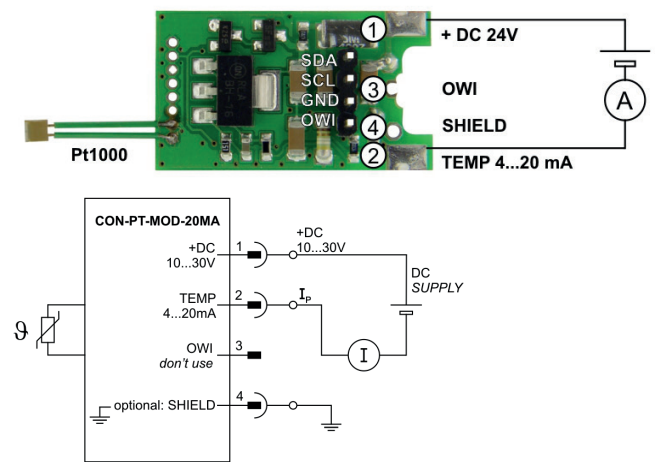 1
+ DC 24V
SDA
SCL
3
OWI
GND
OWI
4
SHIELD
A
Pt1000
2
TEMP 4...20 mA
CON-PT-MOD-20MA
+DC
10...30V
1
+DC
10...30V
DC
SUPPLY
TEMP
4...20mA
2
Ip
ϑ
I
OWI
don't use
3
optional: SHIELD
4